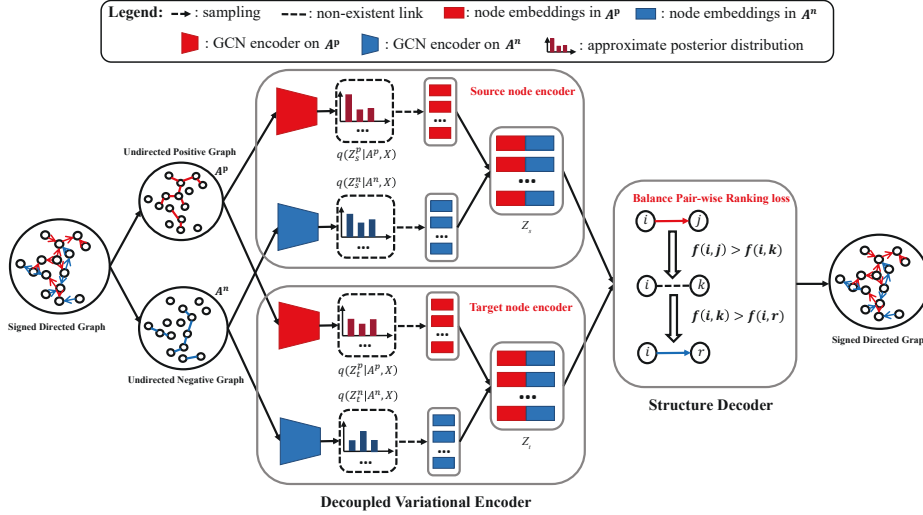 Legend: : sampling : non-existent link : node embeddings in A^p : node embeddings in A^n
: GCN encoder on A^p : GCN encoder on A^n : approximate posterior distribution
Source node encoder
Undirected Positive Graph
A^p
...
q(Z_s^p|A^p, X)
...
q(Z_s^n|A^n, X)
...
...
...
Z_s
Signed Directed Graph
A^n
Undirected Negative Graph
Target node encoder
...
q(Z_t^p|A^p, X)
...
q(Z_t^n|A^n, X)
...
...
...
Z_t
Decoupled Variational Encoder
Balance Pair-wise Ranking loss
i j
f(i,j) > f(i,k)
i k
f(i,k) > f(i,r)
i r
Structure Decoder
Signed Directed Grap